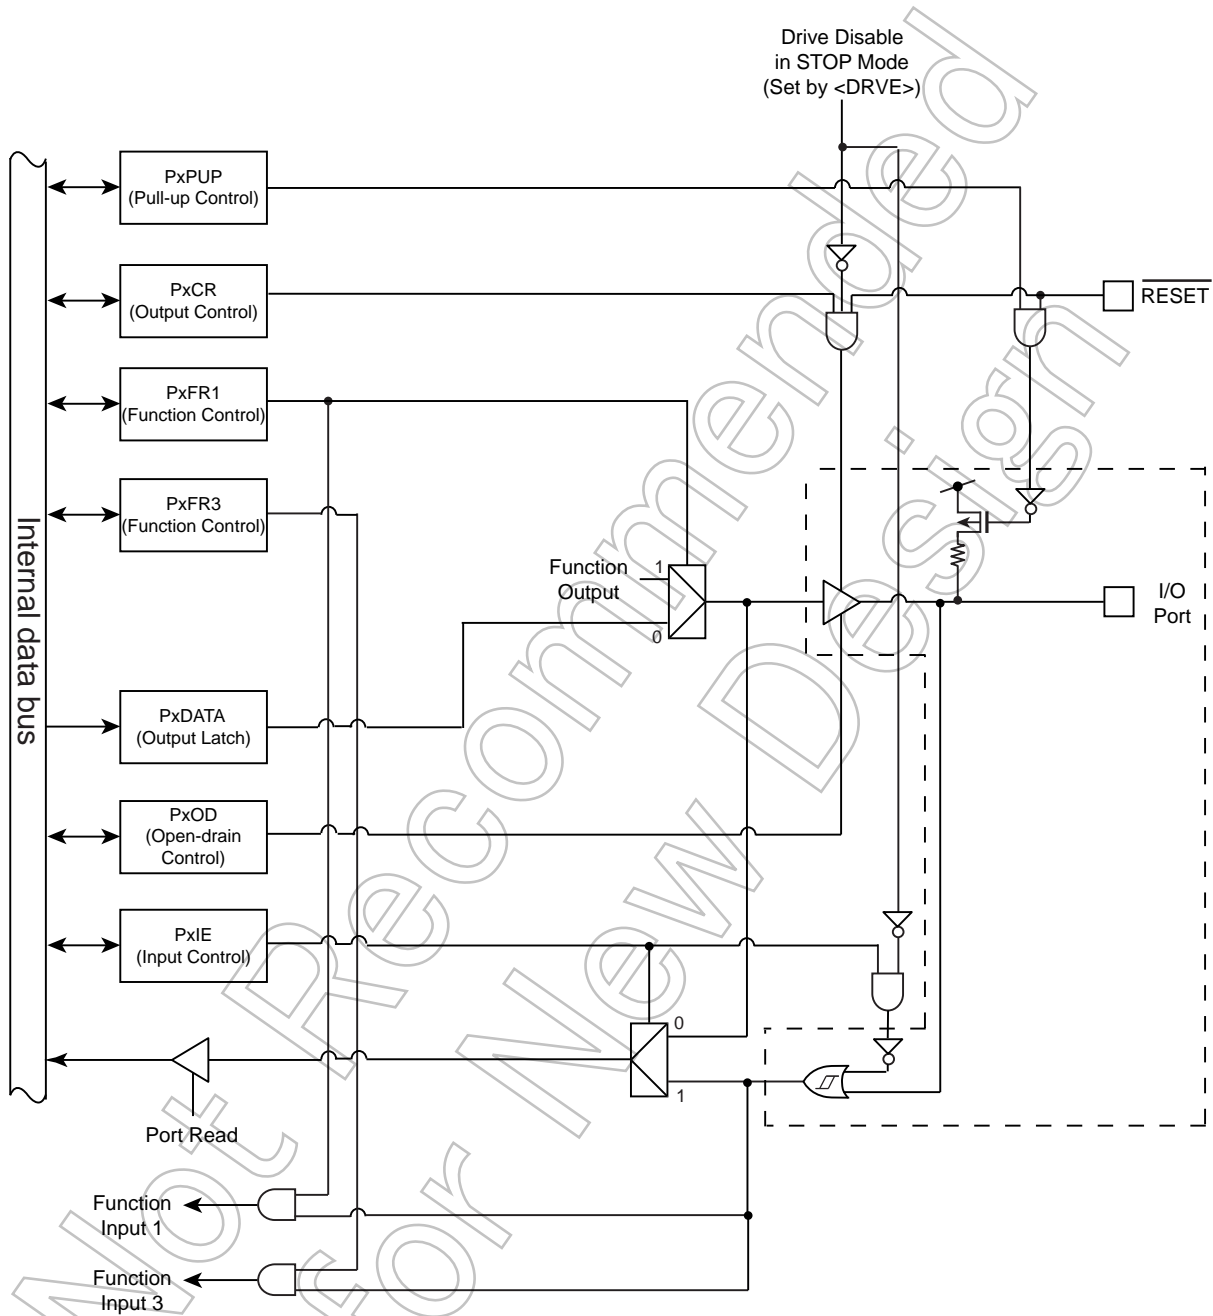 Drive Disable
in STOP Mode
(Set by <DRVE>)
PxPUP
(Pull-up Control)
PxCR
(Output Control)
RESET
PxFR1
(Function Control)
PxFR3
(Function Control)
Internal data bus
Function
Output
1
0
I/O
Port
PxDATA
(Output Latch)
PxOD
(Open-drain
Control)
PxIE
(Input Control)
0
1
Port Read
Function
Input 1
Function
Input 3
Not Recommended
for New Design